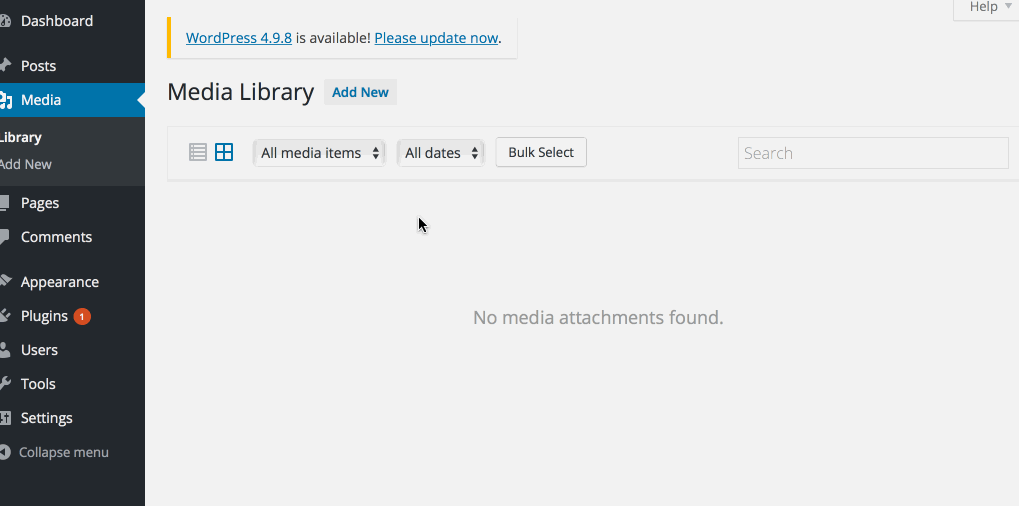 Dashboard
Posts
Media
Library
Add New
Pages
Comments
Appearance
Plugins 1
Users
Tools
Settings
Collapse menu
Help
WordPress 4.9.8 is available! Please update now.
Media Library Add New
All media items All dates Bulk Select Search
No media attachments found.